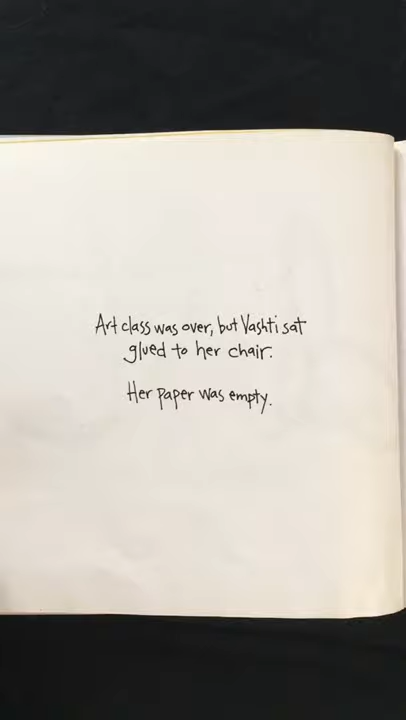 Art class was over, but Vashti sat
glued to her chair.
Her paper was empty.